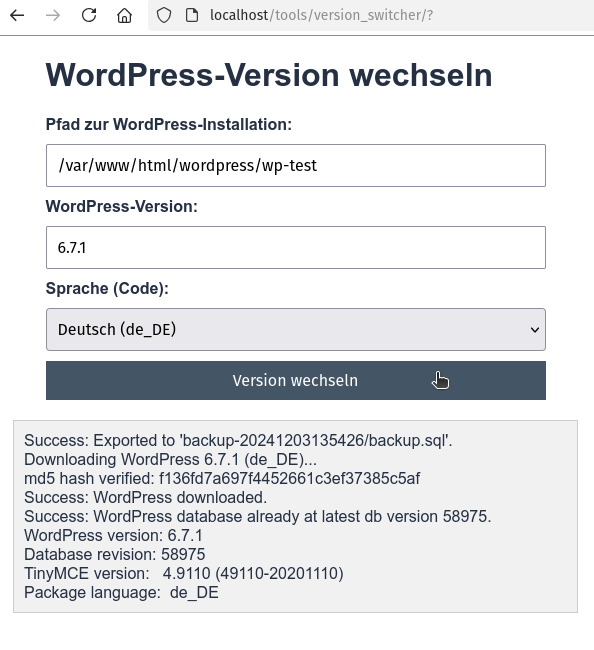 localhost/tools/version_switcher/?
WordPress-Version wechseln
Pfad zur WordPress-Installation:
/var/www/html/wordpress/wp-test
WordPress-Version:
6.7.1
Sprache (Code):
Deutsch (de_DE)
Version wechseln
Success: Exported to 'backup-20241203135426/backup.sql'.
Downloading WordPress 6.7.1 (de_DE)...
md5 hash verified: f136fd7a697f4452661c3ef37385c5af
Success: WordPress downloaded.
Success: WordPress database already at latest db version 58975.
WordPress version: 6.7.1
Database revision: 58975
TinyMCE version:   4.9110 (49110-20201110)
Package language:  de_DE